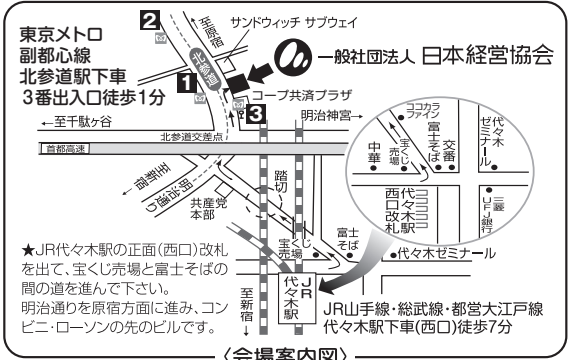 東京メトロ
副都心線
北参道駅下車
3番出入口徒歩1分
2
至原宿
サンドウィッチ サブウェイ
北参道
1
一般社団法人 日本経営協会
コープ共済プラザ
3
←至千駄ヶ谷
明治神宮→
北参道交差点
首都高速
至新宿
明治通り
共産党
本部
踏切
ココカラ
ファイン
代々木
ゼミナール
中華
宝くじ
売場
富士そば
交番
代々木駅
西口改札
三菱
UFJ銀行
★JR代々木駅の正面(西口)改札
を出て、宝くじ売場と富士そばの
間の道を進んで下さい。
明治通りを原宿方面に進み、コン
ビニ・ローソンの先のビルです。
宝くじ
売場
富士
そば
代々木ゼミナール
至新宿
JR
代々木駅
JR山手線・総武線・都営大江戸線
代々木駅下車(西口)徒歩7分
〈会場案内図〉